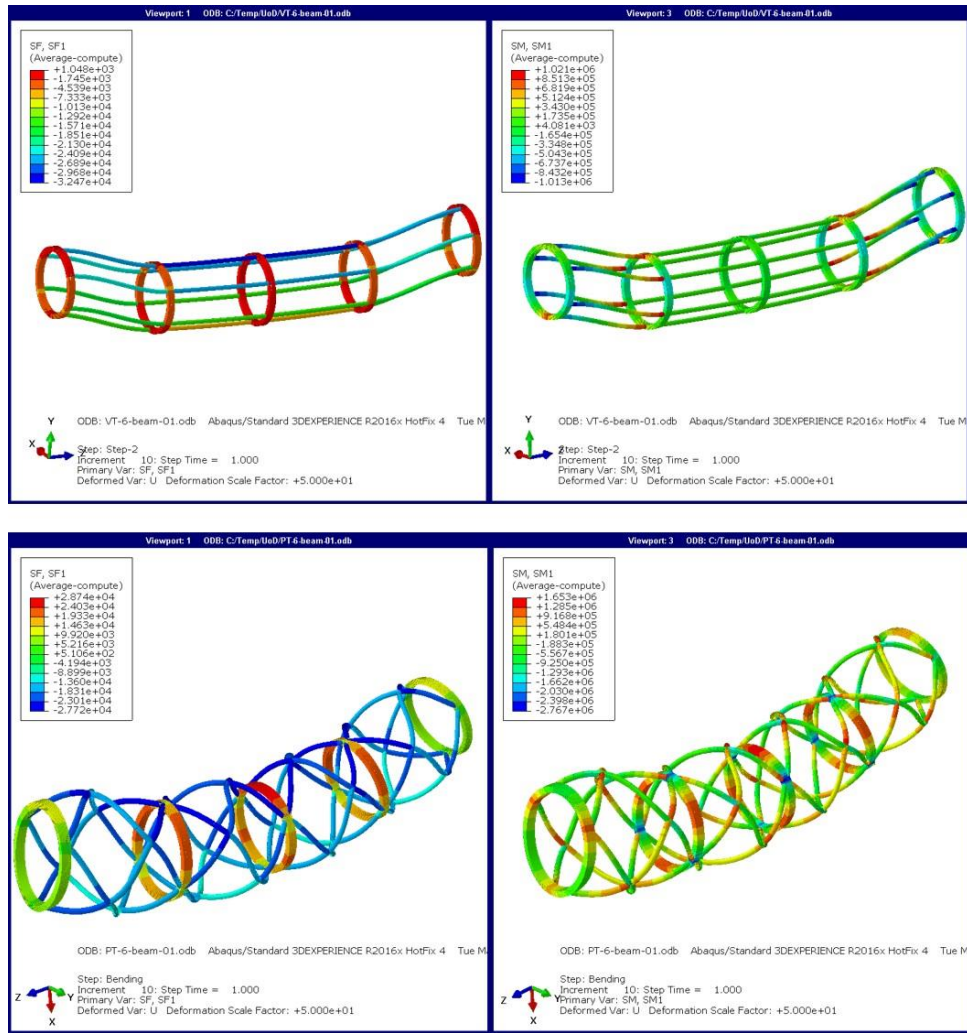 Viewport: 1 ODB: C:/Temp/UoD/VT-6-beam-01.odb
SF, SF1
(Average-compute)
+1.048e+03
-1.745e+03
-4.539e+03
-7.333e+03
-1.013e+04
-1.292e+04
-1.571e+04
-1.851e+04
-2.130e+04
-2.409e+04
-2.689e+04
-2.968e+04
-3.247e+04
Y
X
ODB: VT-6-beam-01.odb Abaqus/Standard 3DEXPERIENCE R2016x HotFix 4 Tue M
Step: Step-2
Increment 10: Step Time = 1.000
Primary Var: SF, SF1
Deformed Var: U Deformation Scale Factor: +5.000e+01
Viewport: 3 ODB: C:/Temp/UoD/VT-6-beam-01.odb
SM, SM1
(Average-compute)
+1.021e+06
+8.513e+05
+6.819e+05
+5.124e+05
+3.430e+05
+1.735e+05
+4.081e+03
-1.654e+05
-3.348e+05
-5.043e+05
-6.737e+05
-8.432e+05
-1.013e+06
Y
X
ODB: VT-6-beam-01.odb Abaqus/Standard 3DEXPERIENCE R2016x HotFix 4 Tue M
Step: Step-2
Increment 10: Step Time = 1.000
Primary Var: SM, SM1
Deformed Var: U Deformation Scale Factor: +5.000e+01
Viewport: 1 ODB: C:/Temp/UoD/PT-6-beam-01.odb
SF, SF1
(Average-compute)
+2.874e+04
+2.403e+04
+1.933e+04
+1.463e+04
+9.920e+03
+5.216e+03
+5.106e+02
-4.194e+03
-8.899e+03
-1.360e+04
-1.831e+04
-2.301e+04
-2.772e+04
ODB: PT-6-beam-01.odb Abaqus/Standard 3DEXPERIENCE R2016x HotFix 4 Tue M
Step: Bending
Z
Y
X
Increment 10: Step Time = 1.000
Primary Var: SF, SF1
Deformed Var: U Deformation Scale Factor: +5.000e+01
Viewport: 3 ODB: C:/Temp/UoD/PT-6-beam-01.odb
SM, SM1
(Average-compute)
+1.653e+06
+1.285e+06
+9.168e+05
+5.484e+05
+1.801e+05
-1.883e+05
-5.567e+05
-9.250e+05
-1.293e+06
-1.662e+06
-2.030e+06
-2.398e+06
-2.767e+06
ODB: PT-6-beam-01.odb Abaqus/Standard 3DEXPERIENCE R2016x HotFix 4 Tue M
Step: Bending
Z
Y
X
Increment 10: Step Time = 1.000
Primary Var: SM, SM1
Deformed Var: U Deformation Scale Factor: +5.000e+01